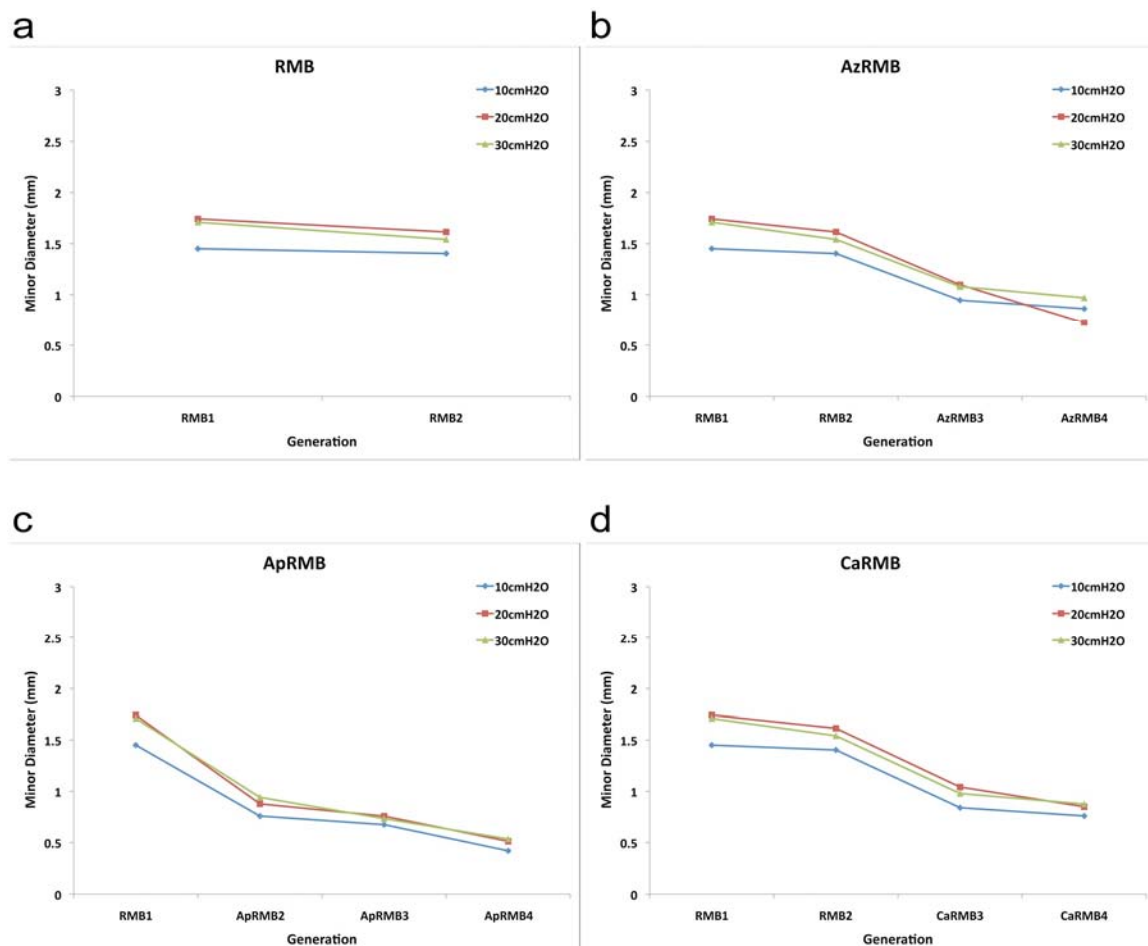 a
RMB
3
2.5
2
1.5
1
0.5
0
Minor Diameter (mm)
10cmH2O
20cmH2O
30cmH2O
RMB1 RMB2
Generation
b
AzRMB
3
2.5
2
1.5
1
0.5
0
Minor Diameter (mm)
10cmH2O
20cmH2O
30cmH2O
RMB1 RMB2 AzRMB3 AzRMB4
Generation
c
ApRMB
3
2.5
2
1.5
1
0.5
0
Minor Diameter (mm)
10cmH2O
20cmH2O
30cmH2O
RMB1 ApRMB2 ApRMB3 ApRMB4
Generation
d
CaRMB
3
2.5
2
1.5
1
0.5
0
Minor Diameter (mm)
10cmH2O
20cmH2O
30cmH2O
RMB1 RMB2 CaRMB3 CaRMB4
Generation